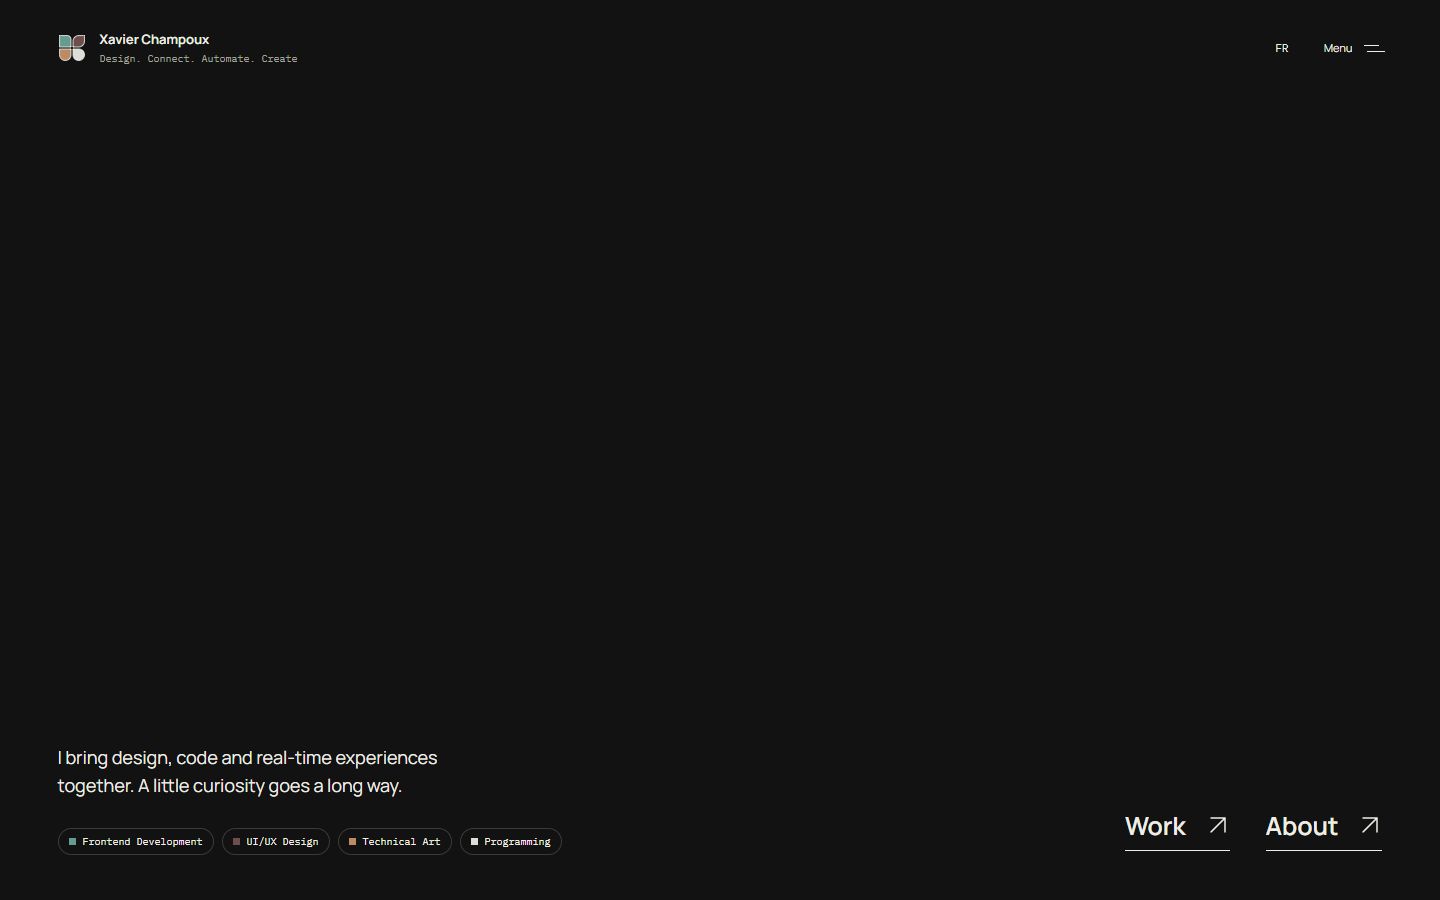 Xavier Champoux
Design. Connect. Automate. Create
FR
Menu
I bring design, code and real-time experiences
together. A little curiosity goes a long way.
Frontend Development
UI/UX Design
Technical Art
Programming
Work
About